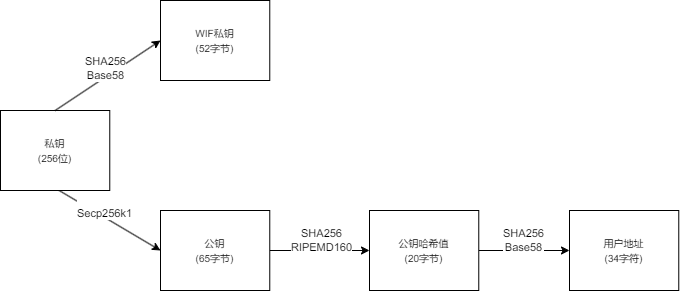 WIF私钥
(52字节)
SHA256
Base58
私钥
(256位)
Secp256k1
公钥
(65字节)
SHA256
RIPEMD160
公钥哈希值
(20字节)
SHA256
Base58
用户地址
(34字符)